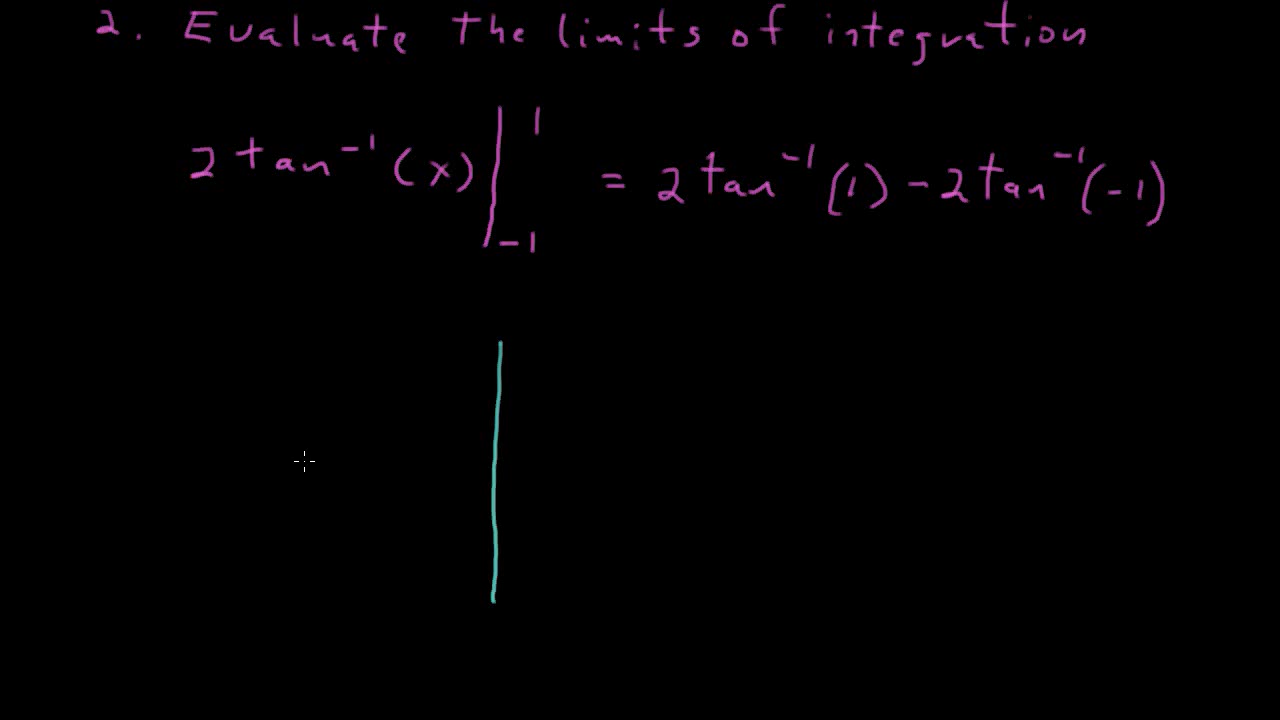 2. Evaluate the limits of integration
2 tan⁻¹(x) |₋₁¹ = 2 tan⁻¹(1) - 2 tan⁻¹(-1)